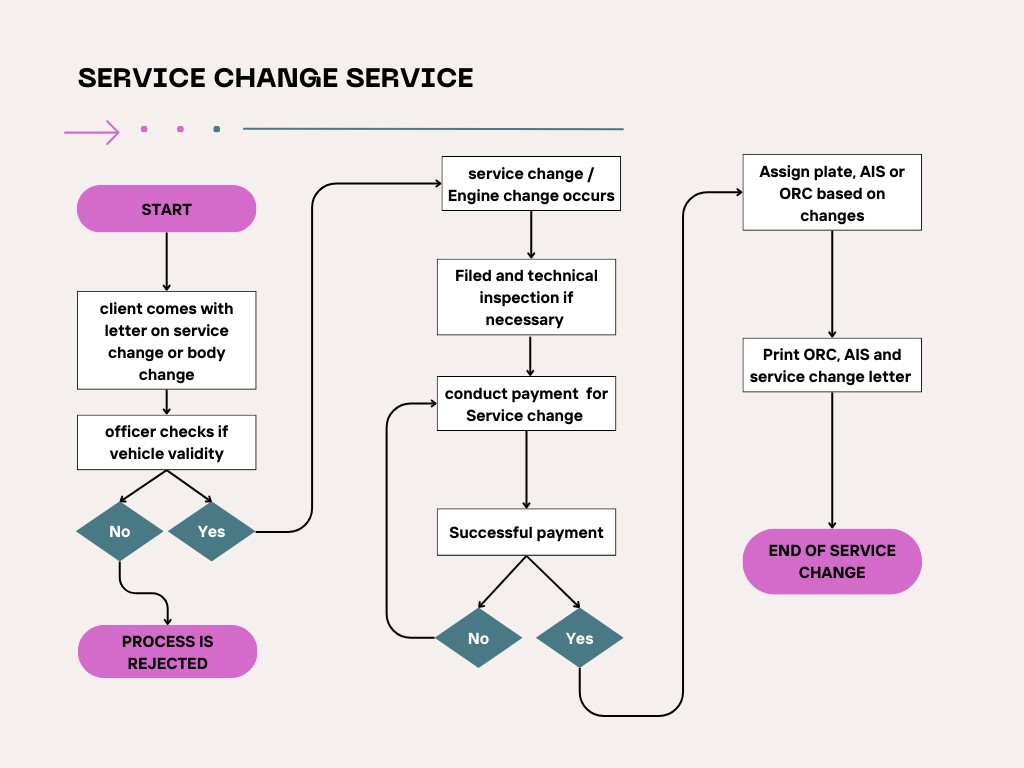 SERVICE CHANGE SERVICE
START
client comes with
letter on service
change or body
change
officer checks if
vehicle validity
No
Yes
PROCESS IS
REJECTED
service change /
Engine change occurs
Filed and technical
inspection if
necessary
conduct payment  for
Service change
Successful payment
No
Yes
Assign plate, AIS or
ORC based on
changes
Print ORC, AIS and
service change letter
END OF SERVICE
CHANGE